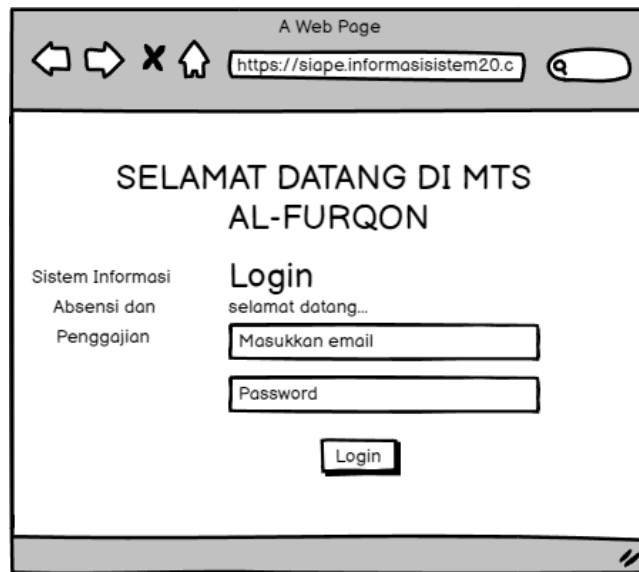 A Web Page
https://siape.informasisistem20.c
SELAMAT DATANG DI MTS
AL-FURQON
Sistem Informasi
Absensi dan
Penggajian
Login
selamat datang...
Masukkan email
Password
Login